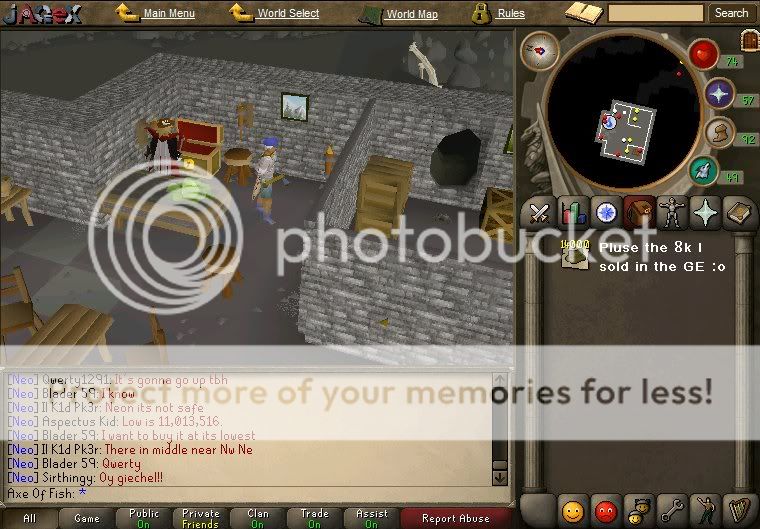 JAGEX
Main Menu
World Select
World Map
Rules
Search
74
57
92
49
14000
Pluse the 8k I
sold in the GE :o
photobucket
Protect more of your memories for less!
[Neo] Qwerty1291: It's gonna go up tbh
[Neo] Blader 59: i know
[Neo] Il K1d Pk3r: Neon its not safe
[Neo] Aspectus Kid: Low is 11,013,516.
[Neo] Blader 59: I want to buy it at its lowest
[Neo] Il K1d Pk3r: There in middle near Nw Ne
[Neo] Blader 59: Qwerty
[Neo] Sirthingy: Oy giechel!!
Axe Of Fish: *
All
Game
Public
On
Private
Friends
Clan
On
Trade
On
Assist
On
Report Abuse